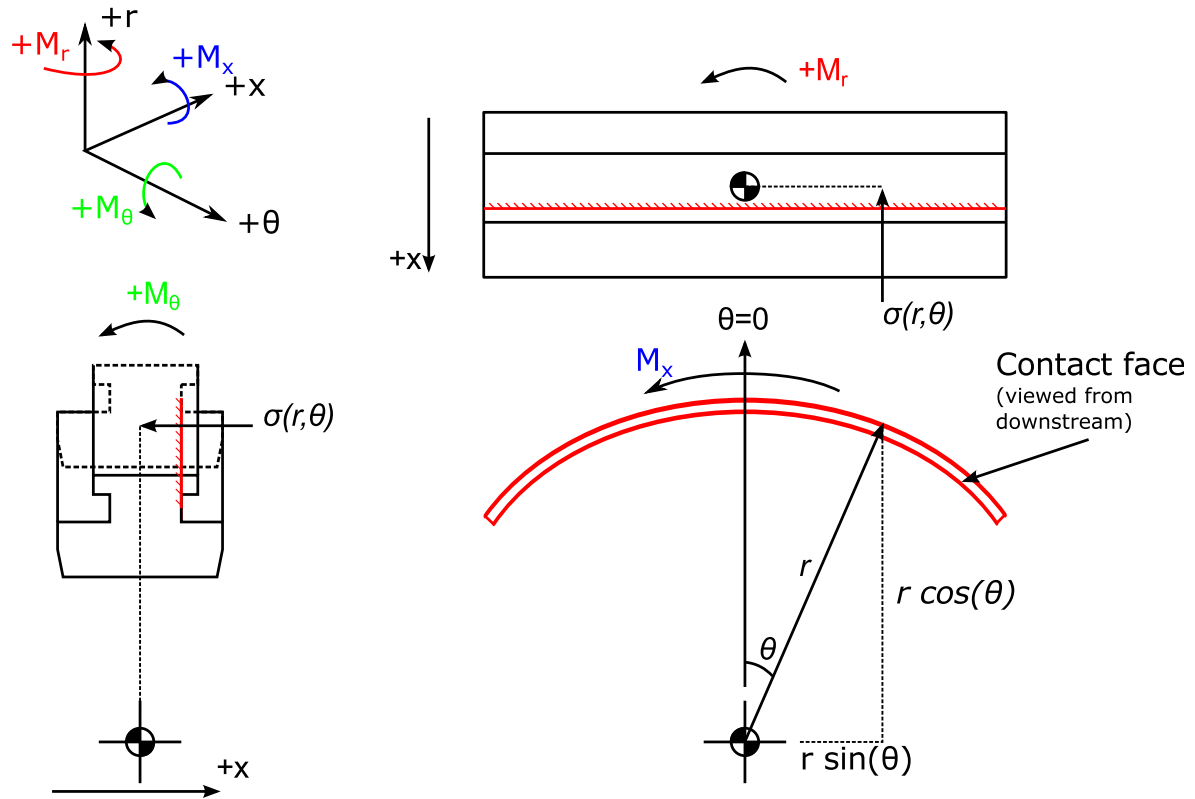 +r
+Mr
+Mx
+x
+Mθ
+θ
+Mr
+x
σ(r,θ)
+Mθ
σ(r,θ)
+x
θ=0
Mx
Contact face
(viewed from
downstream)
r
θ
r cos(θ)
r sin(θ)